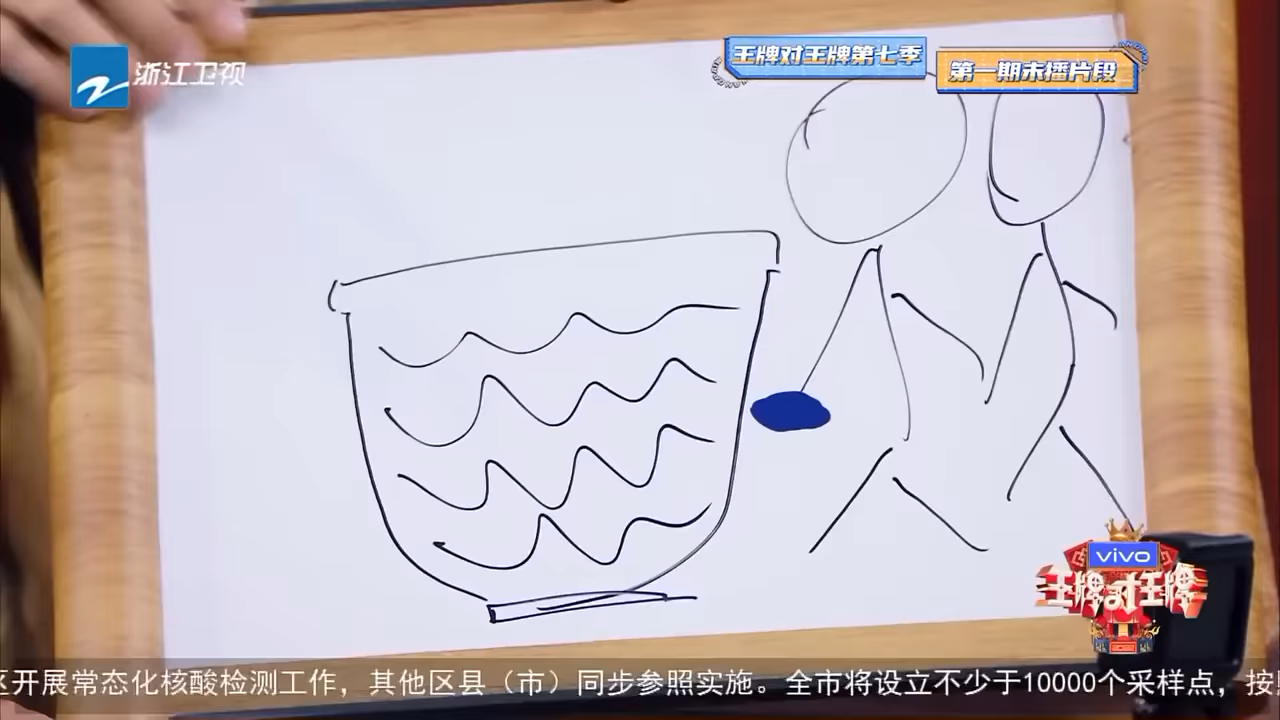 浙江卫视
王牌对王牌第七季
第一期未播片段
vivo
王牌对王牌
区开展常态化核酸检测工作，其他区县（市）同步参照实施。全市将设立不少于10000个采样点，按照